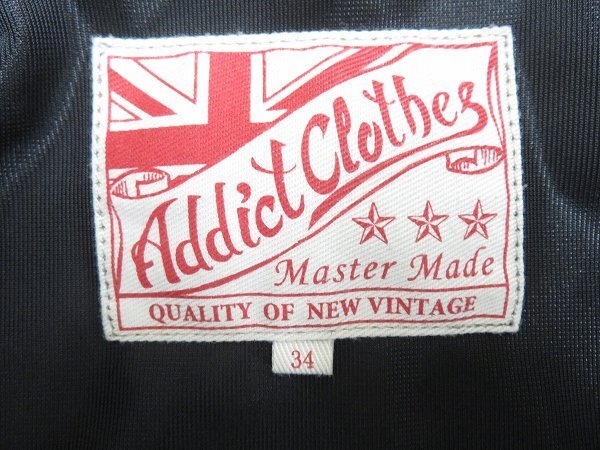 Addict Clothes
Master Made
QUALITY OF NEW VINTAGE
34